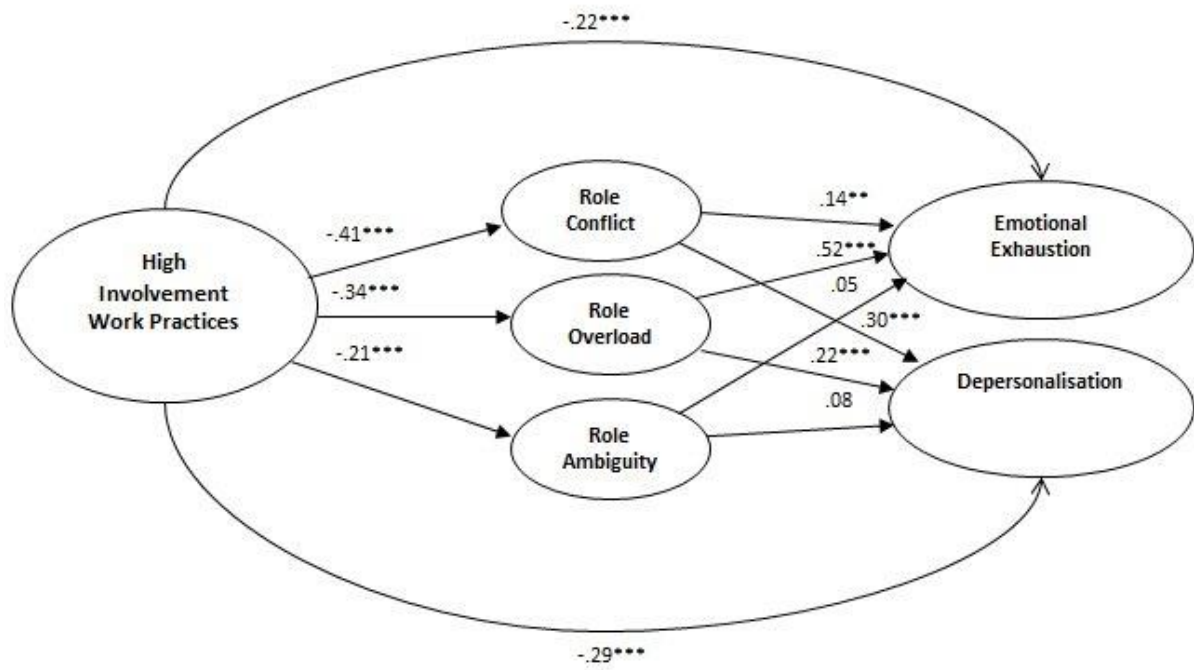 -.22***
Role
Conflict
.14**
Emotional
Exhaustion
-.41***
.52***
High
Involvement
Work Practices
-.34***
.05
Role
Overload
.30***
-.21***
.22***
Depersonalisation
.08
Role
Ambiguity
-.29***